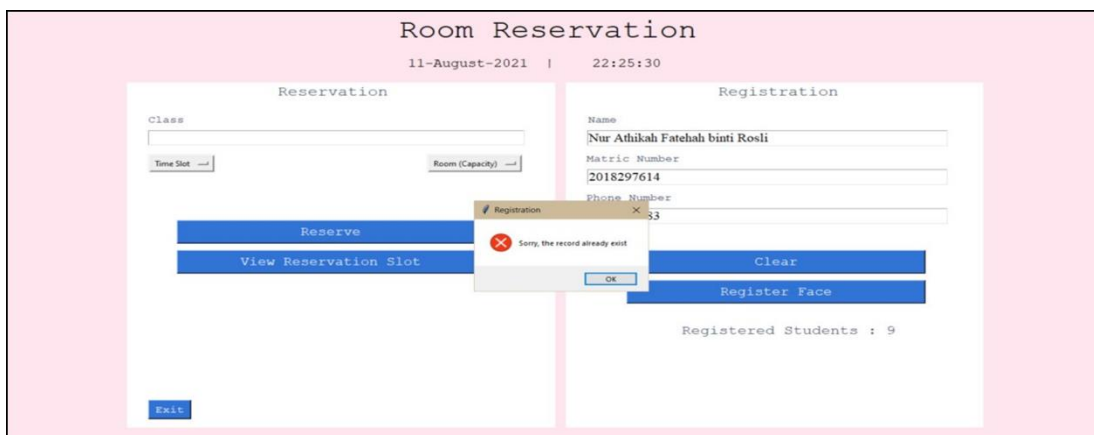 Room Reservation
11-August-2021 | 22:25:30
Reservation
Class
Time Slot
Room (Capacity)
Reserve
View Reservation Slot
Exit
Registration
Name
Nur Athikah Fatehah binti Rosli
Matric Number
2018297614
Phone Number
83
Clear
Register Face
Registered Students : 9
Registration
Sorry, the record already exist
OK